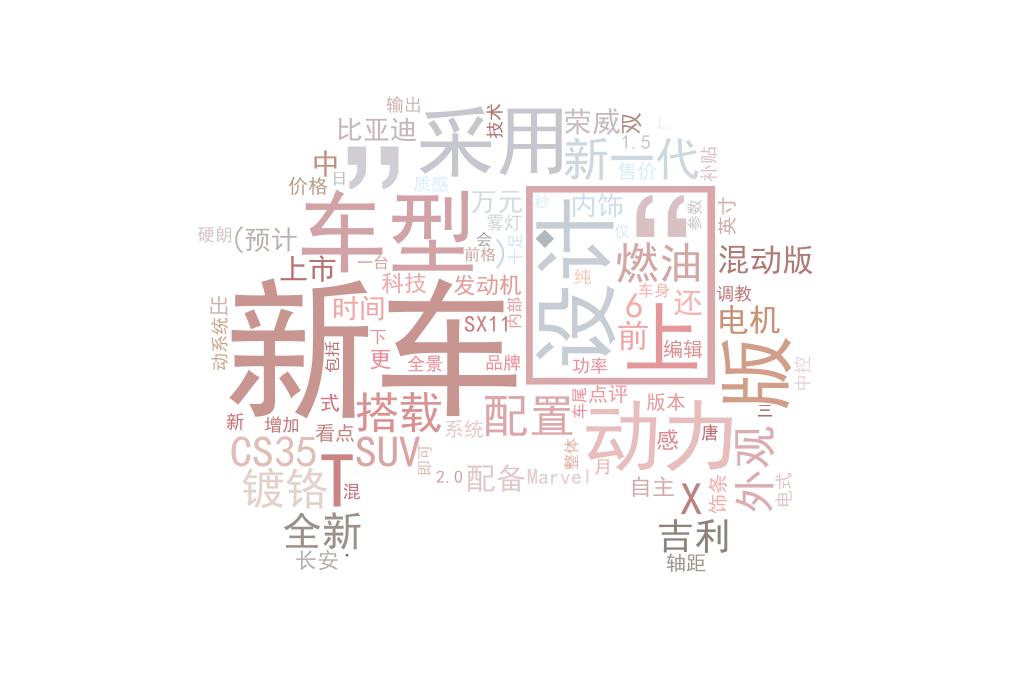 输出
技术
采用
荣威
双
L
比亚迪
”
1.5
新一代
中
日
价格
质感
售价
补贴
车型
万元
秒
内饰
“
参数
英寸
雾灯
仅
硬朗
(预计
会
前格
)
十足
设计
燃油
混动版
上市
一台
科技
发动机
纯
车身
调教
6
还
新车
时间
SX11
内部
前
上
电机
动系统
包括
下
更
全景
品牌
功率
编辑
版
中控
新
增加
式
搭载
配置
车尾
点评
版本
三
看点
系统
动力
感
唐
外观
CS35
T
SUV
即可
整体
月
镀铬
混
2.0
配备
Marvel
自主
X
饰条
电式
全新
吉利
长安
·
轴距